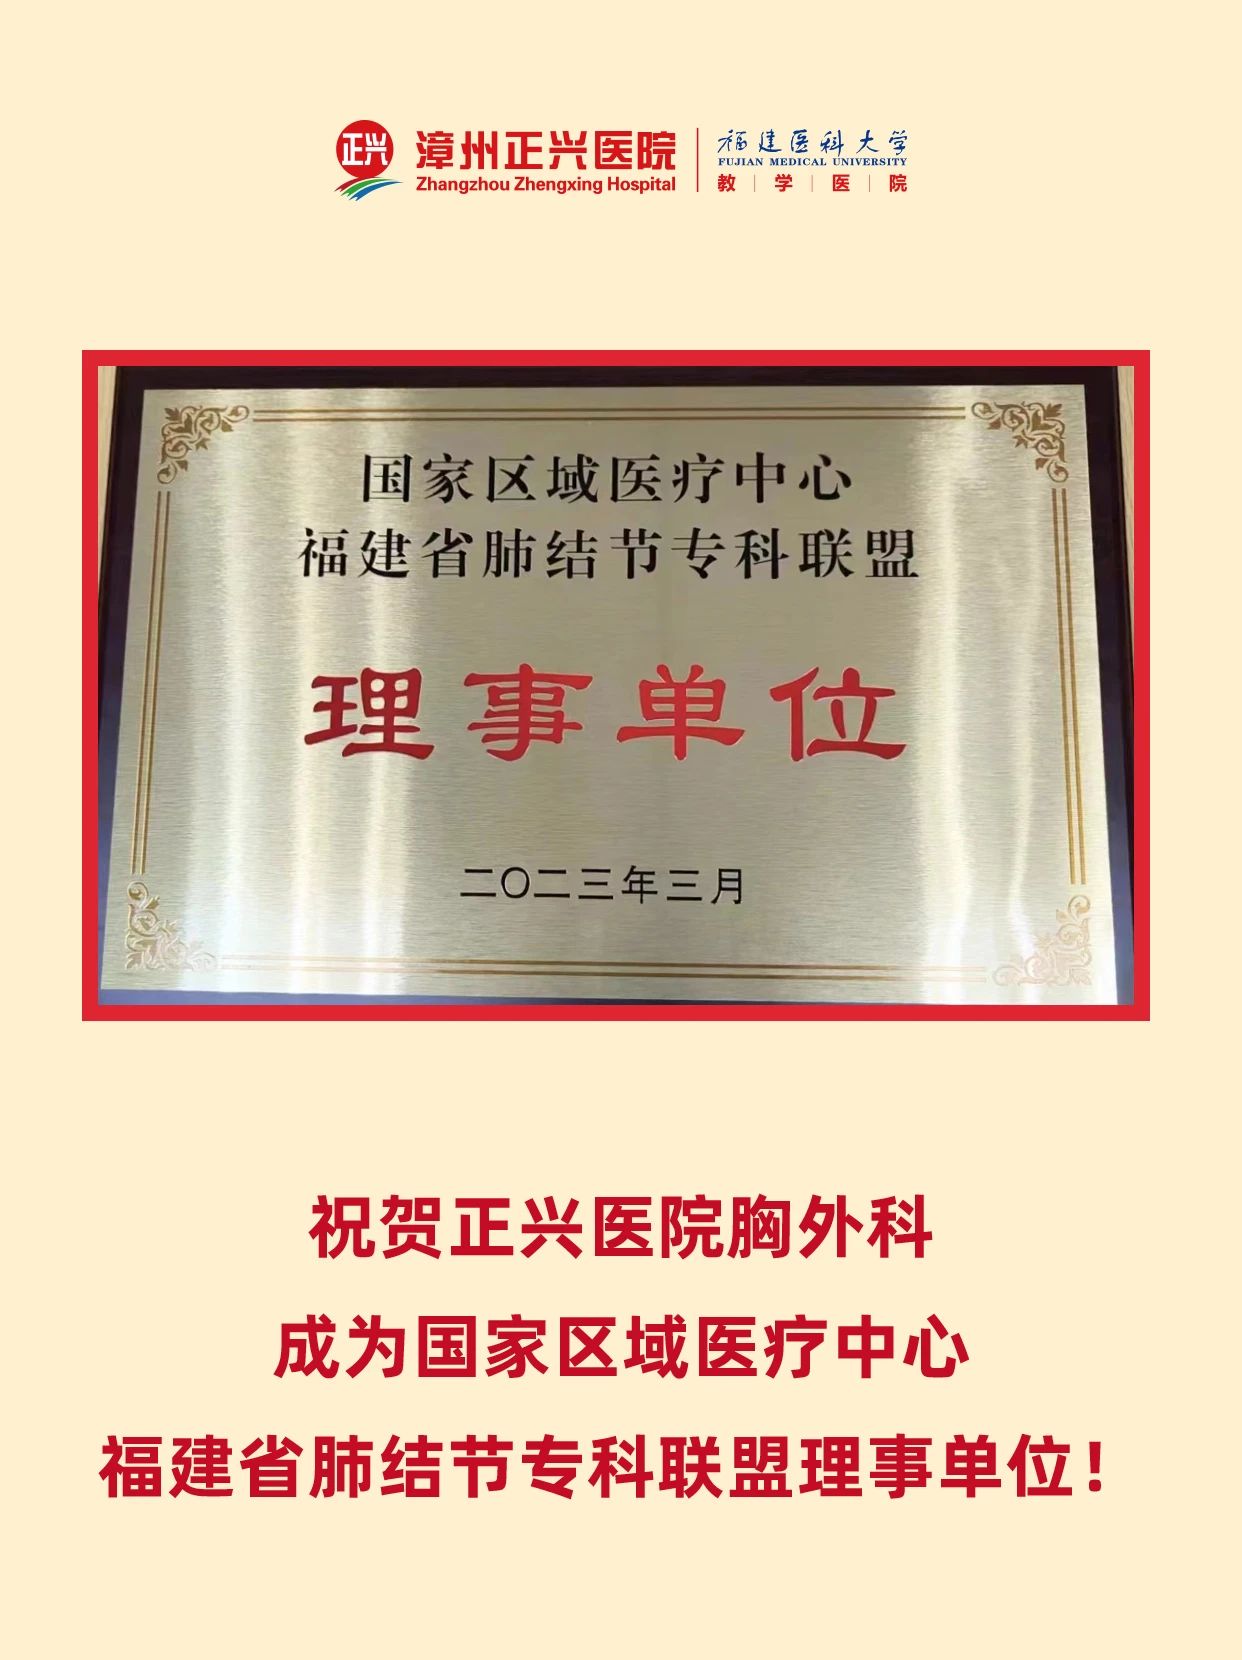 正兴
漳州正兴医院
Zhangzhou Zhengxing Hospital
福建医科大学
FUJIAN MEDICAL UNIVERSITY
教学医院
国家区域医疗中心
福建省肺结节专科联盟
理事单位
二〇二三年三月
祝贺正兴医院胸外科
成为国家区域医疗中心
福建省肺结节专科联盟理事单位!